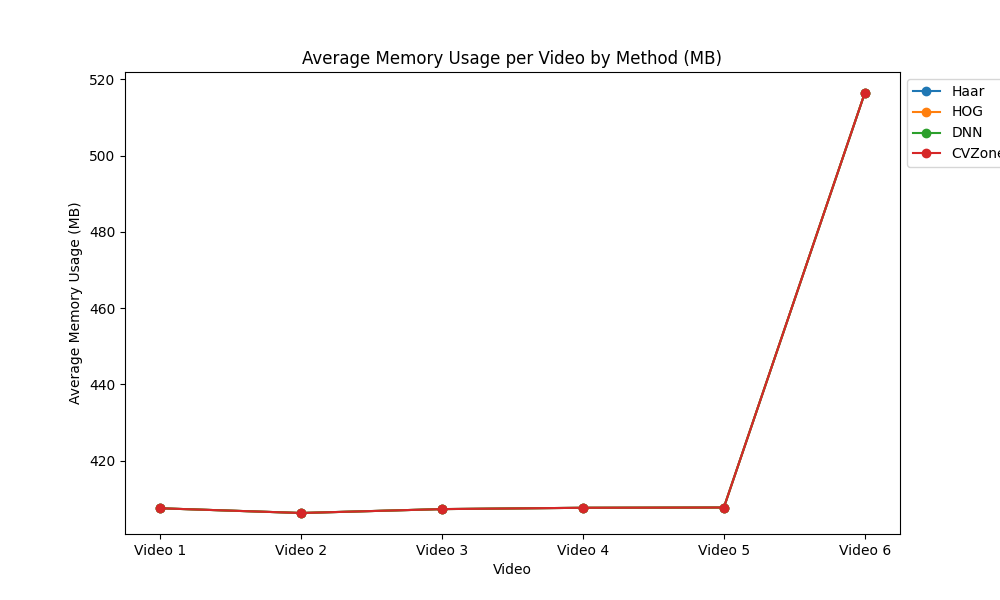 Average Memory Usage per Video by Method (MB)
520
500
480
460
440
420
Average Memory Usage (MB)
Video 1
Video 2
Video 3
Video 4
Video 5
Video 6
Video
Haar
HOG
DNN
CVZone